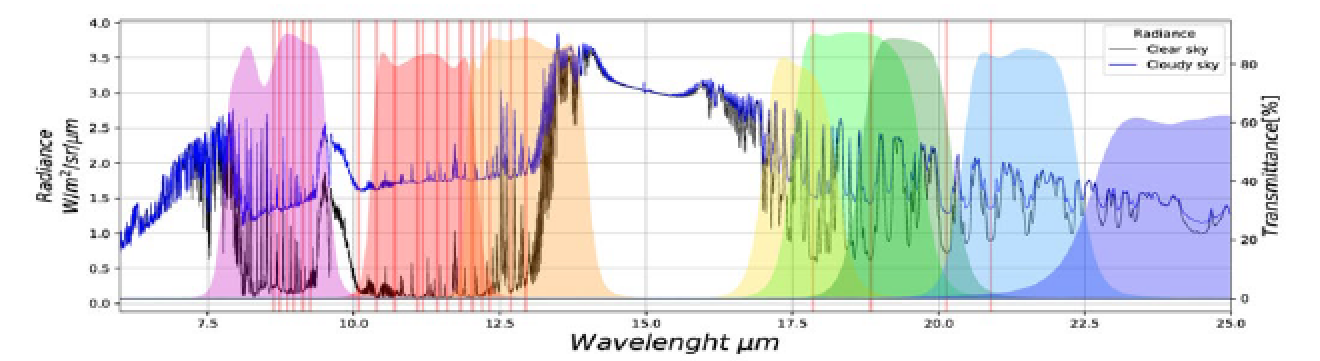 4.0
3.5
3.0
2.5
2.0
1.5
1.0
0.5
0.0
Radiance
W/m²/sr/μm
Radiance
Clear sky
Cloudy sky
80
60
40
20
0
Transmittance[%]
7.5 10.0 12.5 15.0 17.5 20.0 22.5 25.0
Wavelenght μm